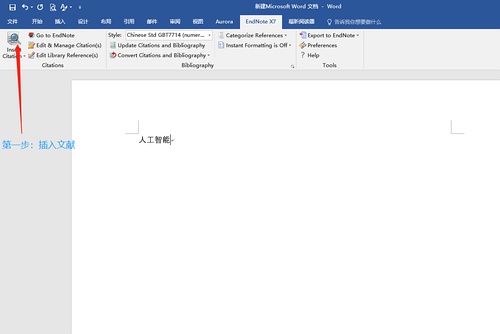 新建Microsoft Word 文档 - Word
文件 开始 插入 设计 布局 引用 邮件 审阅 视图 Aurora EndNote X7 福昕阅读器 告诉我你想要做什么
Insert Citation
Go to EndNote
Edit & Manage Citation(s)
Edit Library Reference(s)
Citations
Style: Chinese Std GBT7714 (numer...
Update Citations and Bibliography
Convert Citations and Bibliography
Categorize References
Instant Formatting is Off
Bibliography
Export to EndNote
Preferences
? Help
Tools
第一步：插入文献
人工智能